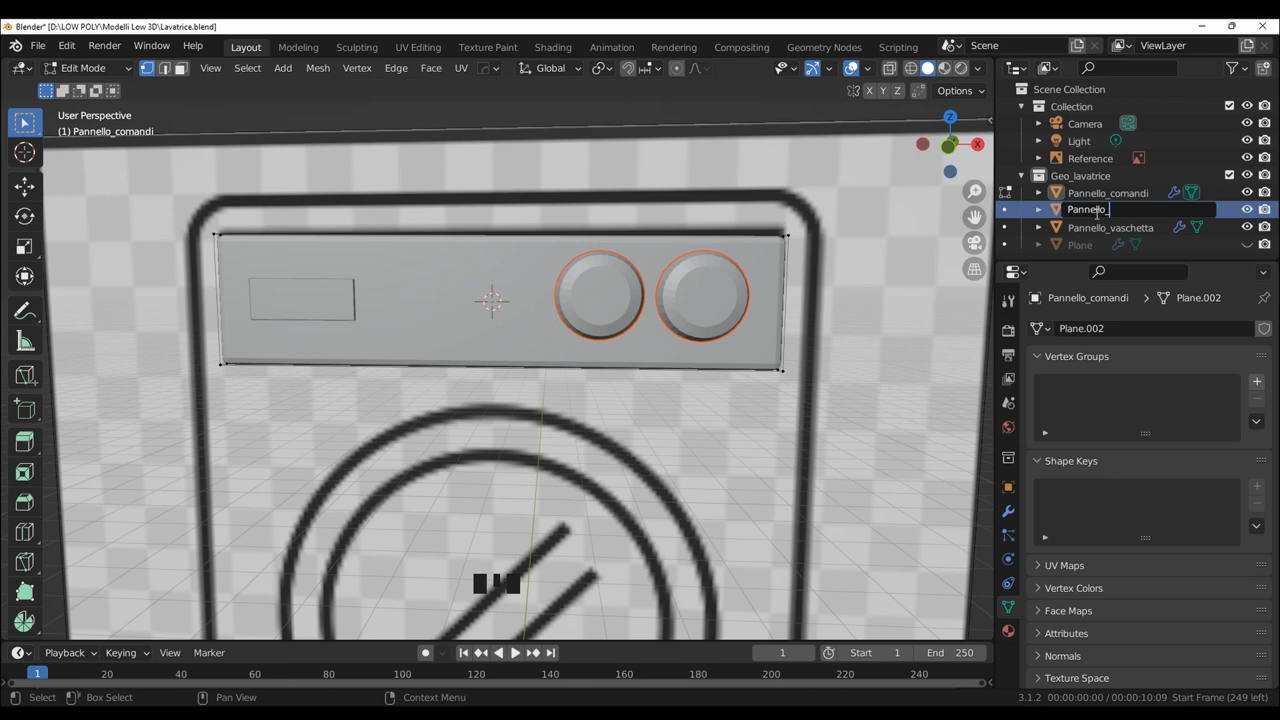 Blender* [D:\LOW POLY\Modelli Low 3D\Lavatrice.blend]
File Edit Render Window Help Layout Modeling Sculpting UV Editing Texture Paint Shading Animation Rendering Compositing Geometry Nodes Scripting Scene ViewLayer
Edit Mode View Select Add Mesh Vertex Edge Face UV Global
X Y Z Options
User Perspective
(1) Pannello_comandi
Z
X
Scene Collection
Collection
Camera
Light
Reference
Geo_lavatrice
Pannello_comandi
Pannello_
Pannello_vaschetta
Plane
Pannello_comandi > Plane.002
Plane.002
Vertex Groups
Shape Keys
UV Maps
Vertex Colors
Face Maps
Attributes
Normals
Texture Space
Playback Keying View Marker 1 Start 1 End 250
1 20 40 60 80 100 120 140 160 180 200 220 240
Select Box Select Pan View Context Menu 3.1.2 00:00:00:00 / 00:00:10:09 Start Frame (249 left)